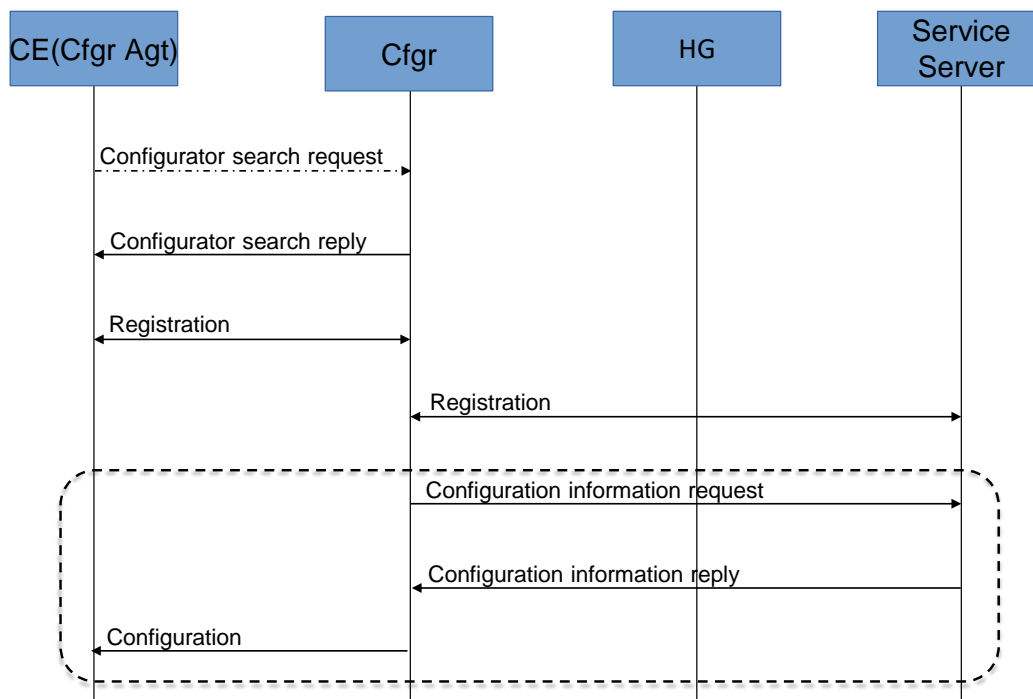 CE(Cfgr Agt)
Cfgr
HG
Service
Server
Configurator search request
Configurator search reply
Registration
Registration
Configuration information request
Configuration information reply
Configuration